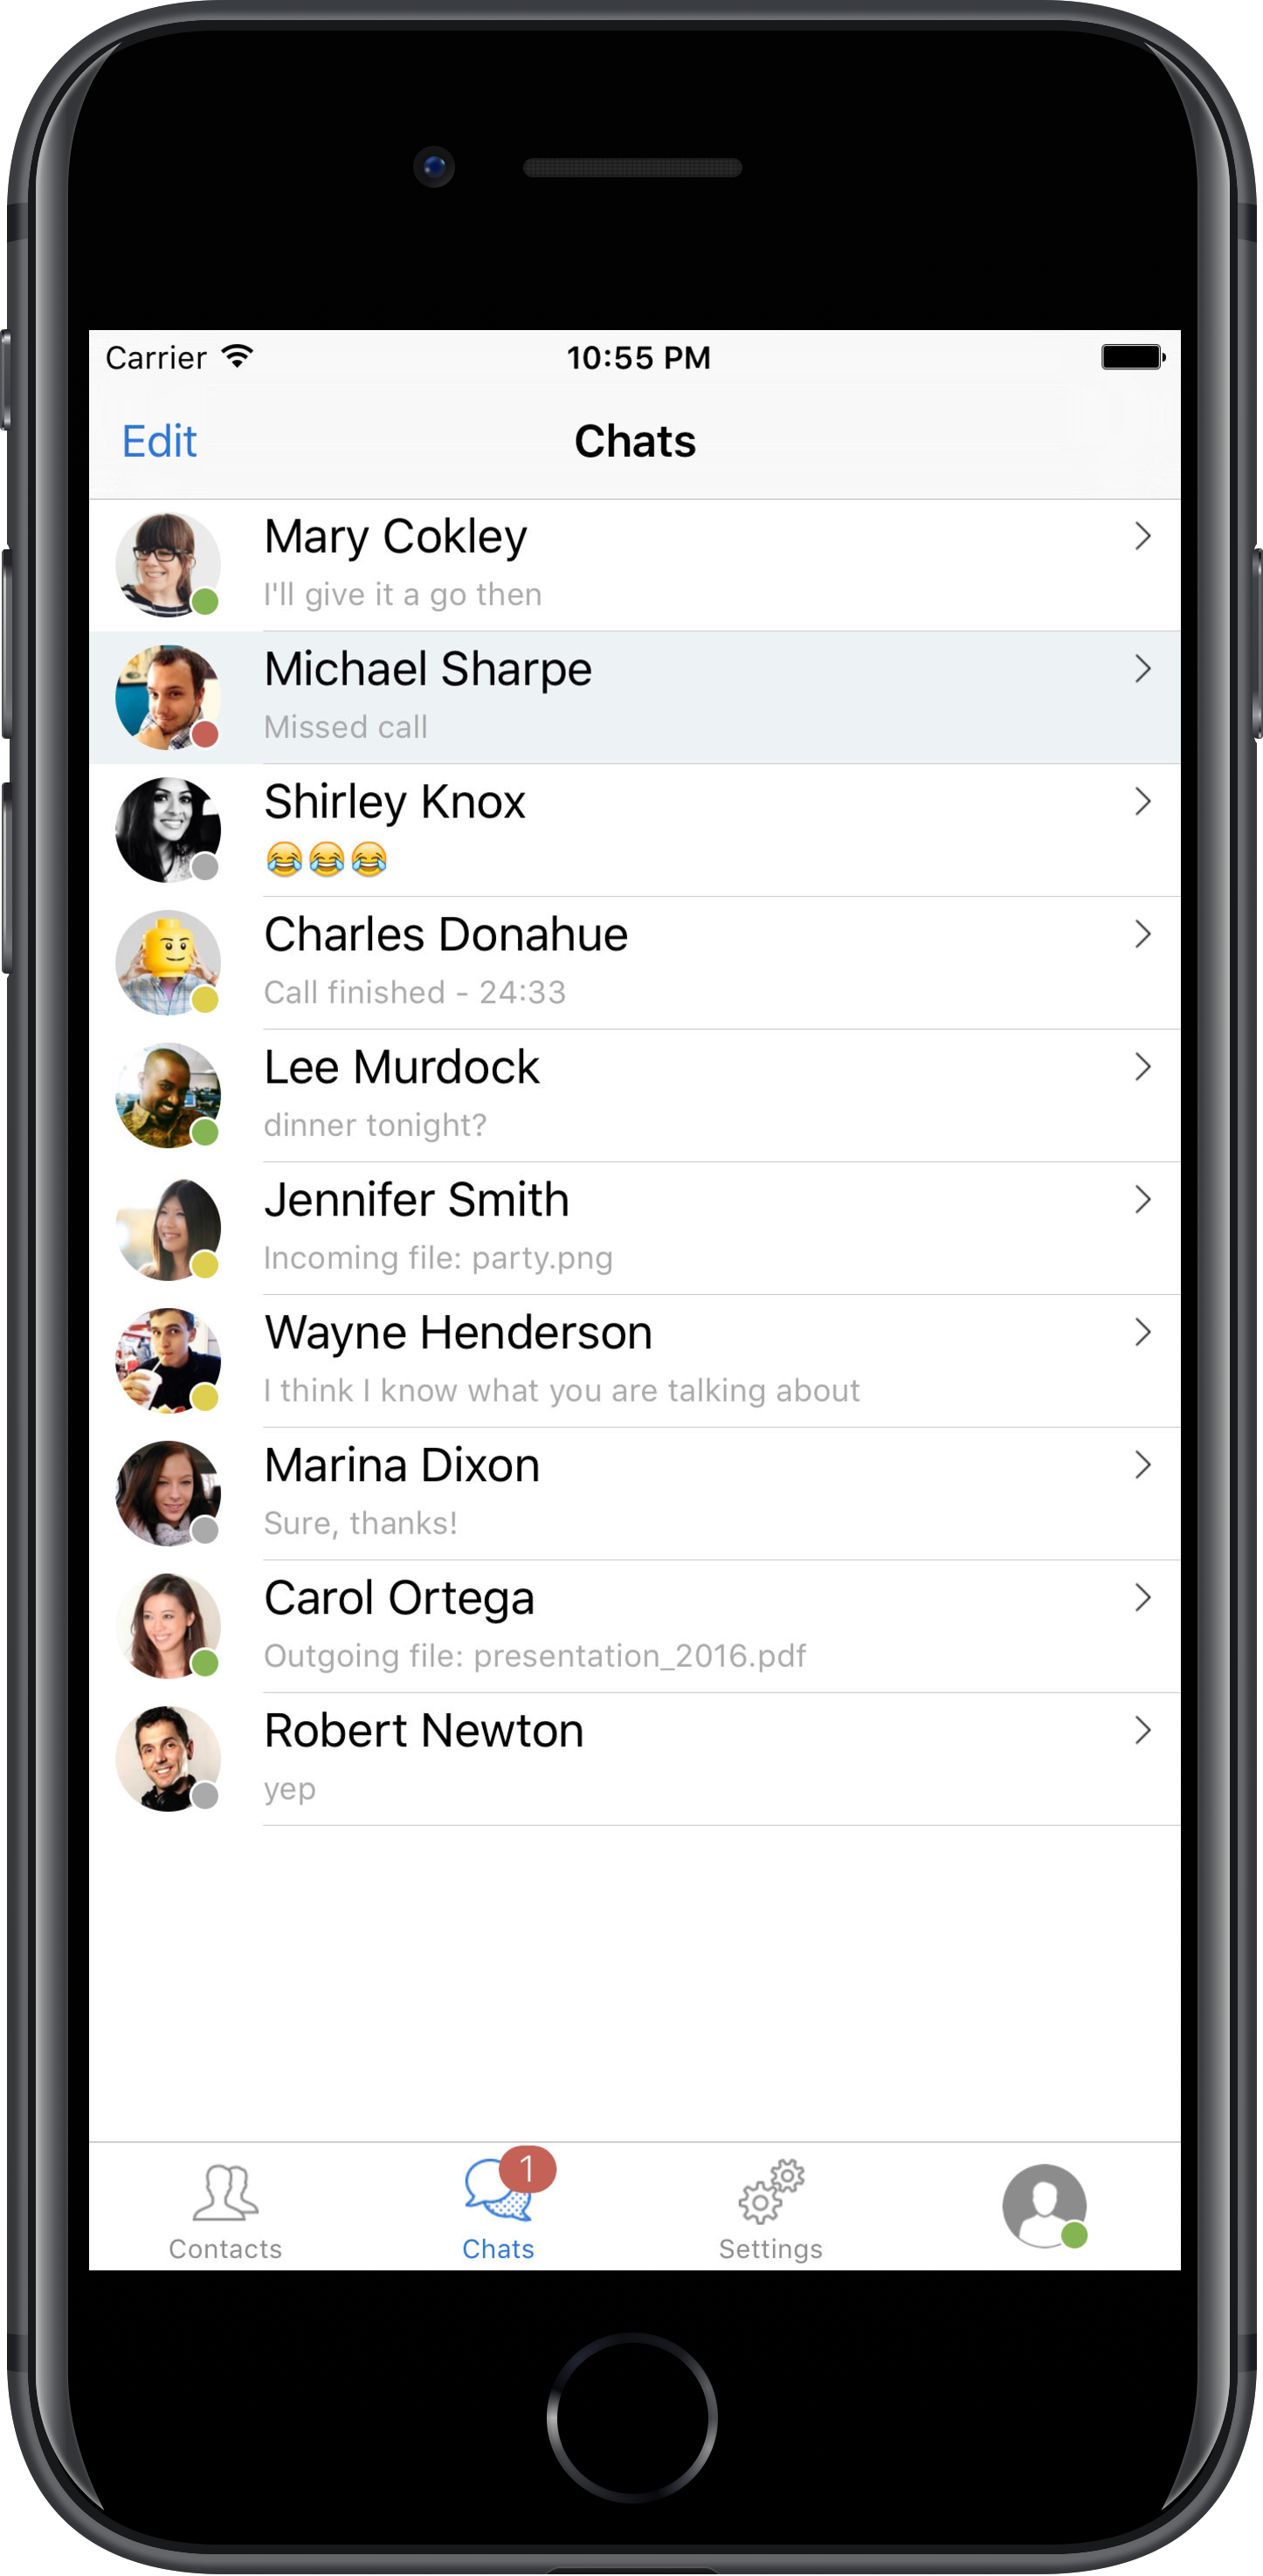 Carrier 10:55 PM
Edit Chats
Mary Cokley
I'll give it a go then
Michael Sharpe
Missed call
Shirley Knox
😂😂😂
Charles Donahue
Call finished - 24:33
Lee Murdock
dinner tonight?
Jennifer Smith
Incoming file: party.png
Wayne Henderson
I think I know what you are talking about
Marina Dixon
Sure, thanks!
Carol Ortega
Outgoing file: presentation_2016.pdf
Robert Newton
yep
1
Contacts Chats Settings